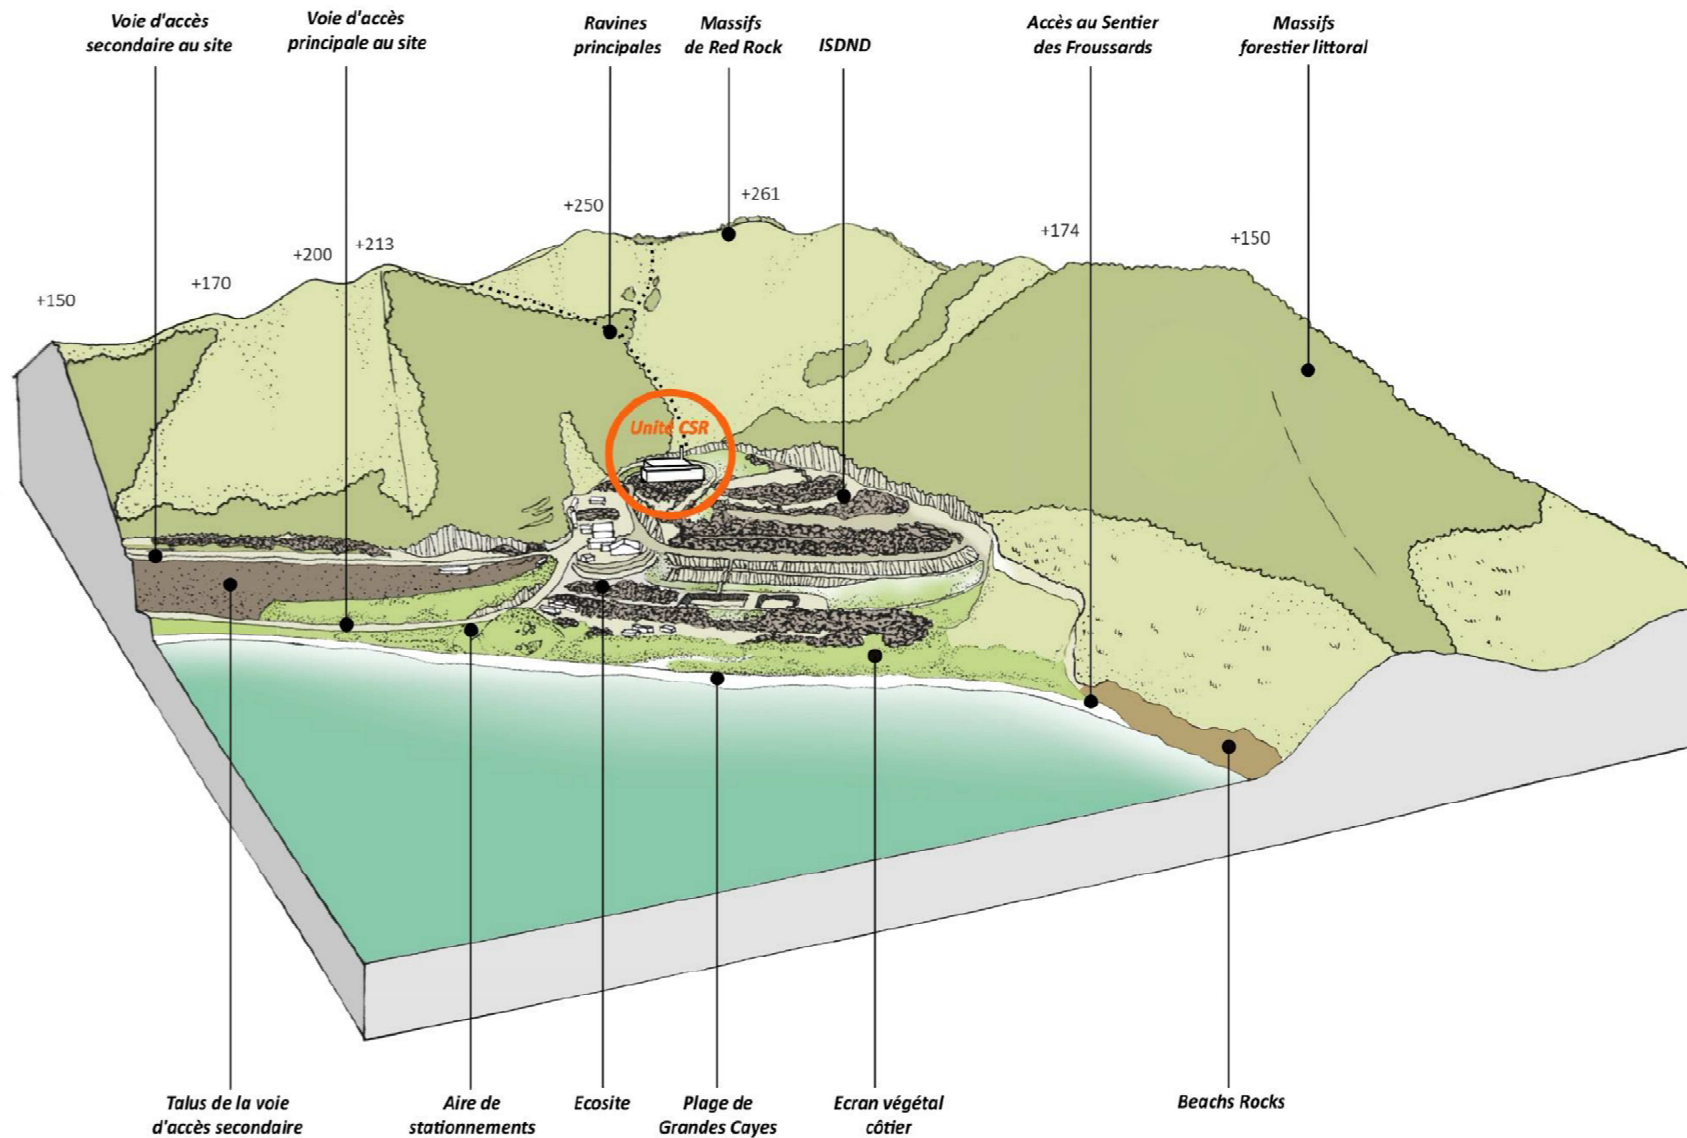 Voie d'accès
secondaire au site
Voie d'accès
principale au site
Ravines
principales
Massifs
de Red Rock
ISDND
Accès au Sentier
des Froussards
Massifs
forestier littoral
+150
+170
+200
+213
+250
+261
+174
+150
Unité CSR
Talus de la voie
d'accès secondaire
Aire de
stationnements
Ecosite
Plage de
Grandes Cayes
Ecran végétal
côtier
Beachs Rocks